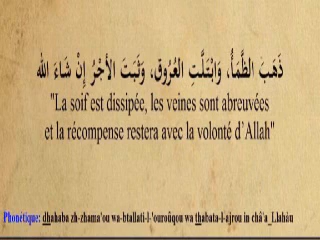 ذَهَبَ الظَّمَأُ، وَابْتَلَّتِ الْعُرُوقِ، وَثَبَتَ الأَجْرُ إِنْ شَاءَ الله
"La soif est dissipée, les veines sont abreuvées
et la récompense restera avec la volonté d'Allah"
Phonétique: dhahaba zh-zhama'ou wa-btallati-l-'ouroûqou wa thabata-l-ajrou in châ'a_Llahâu